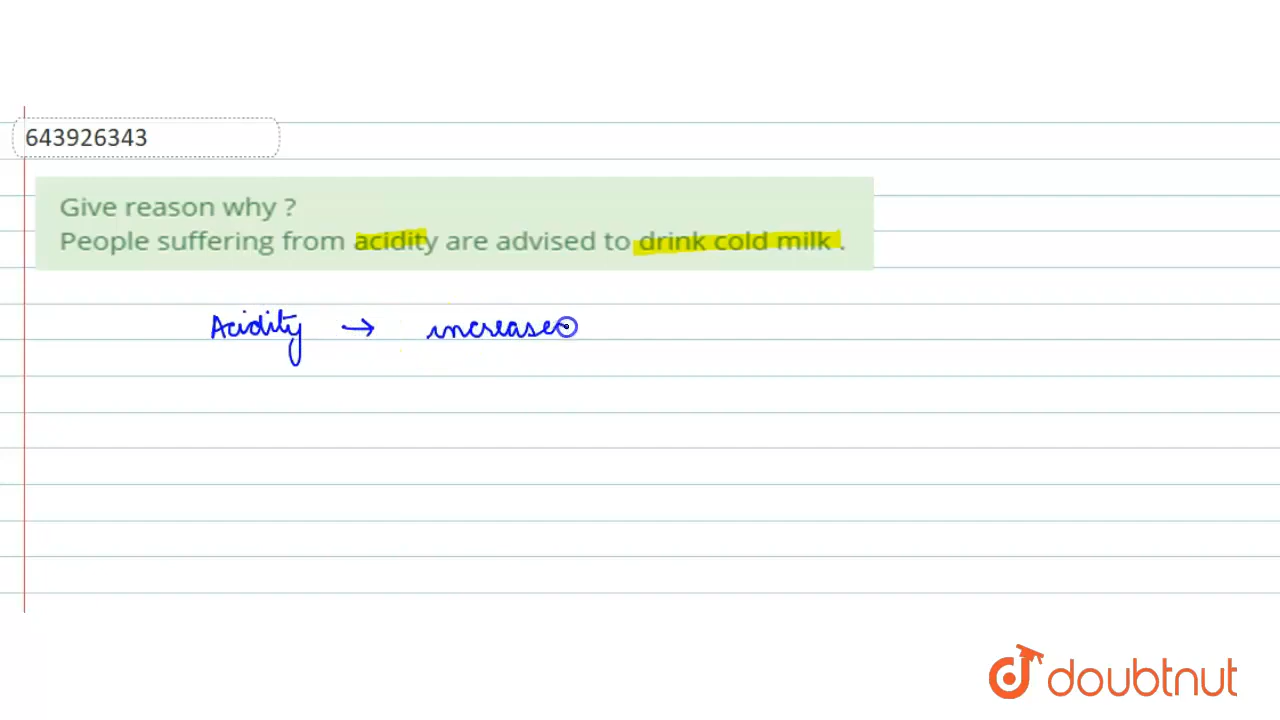 643926343
Give reason why ?
People suffering from acidity are advised to drink cold milk .
Acidity → increase
doubtnut